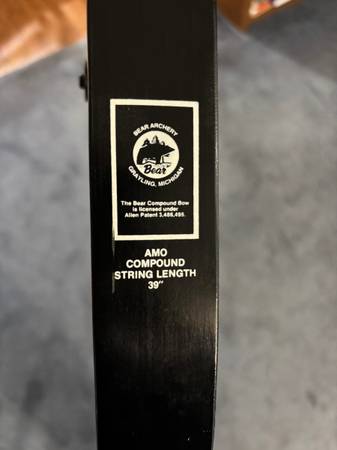 BEAR ARCHERY
Bear
GRAYLING, MICHIGAN
The Bear Compound Bow
is licensed under
Allen Patent 3,486,495.
AMO
COMPOUND
STRING LENGTH
39"